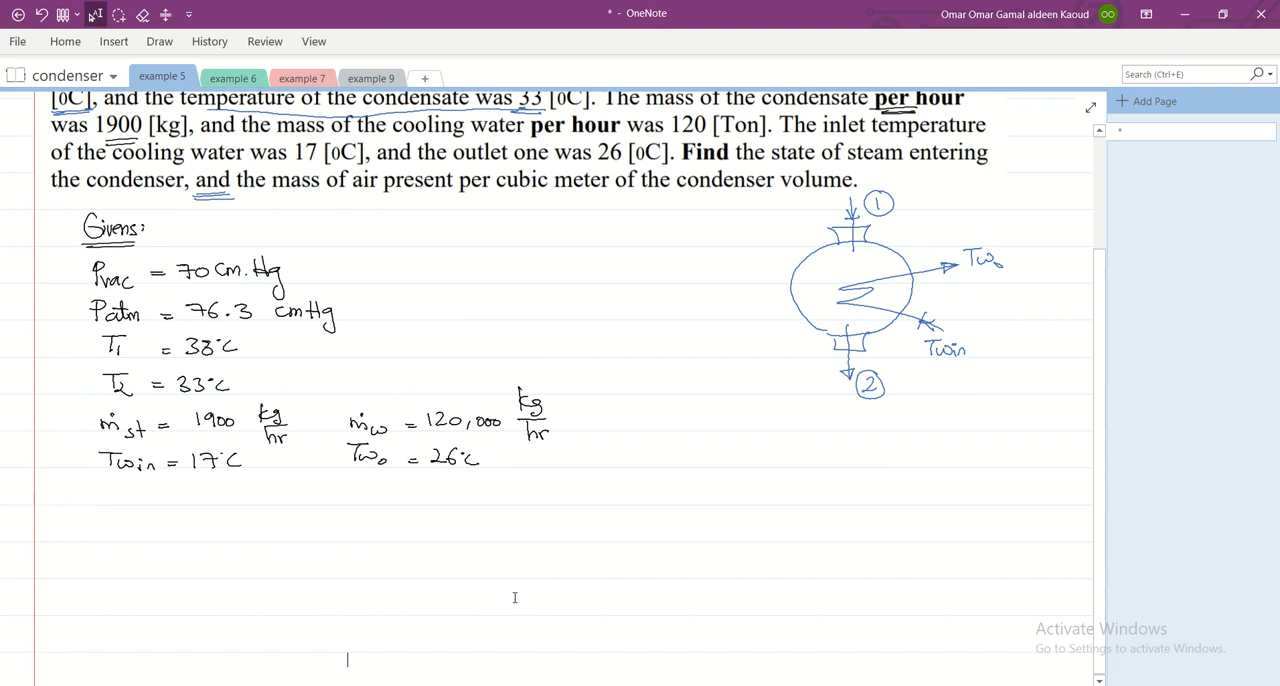 * - OneNote
Omar Omar Gamal aldeen Kaoud
OO
File Home Insert Draw History Review View
condenser
example 5
example 6
example 7
example 9
+
Search (Ctrl+E)
[0C], and the temperature of the condensate was 33 [0C]. The mass of the condensate per hour
was 1900 [kg], and the mass of the cooling water per hour was 120 [Ton]. The inlet temperature
of the cooling water was 17 [0C], and the outlet one was 26 [0C]. Find the state of steam entering
the condenser, and the mass of air present per cubic meter of the condenser volume.
+ Add Page
*
Givens:
Pvac = 70 cm.Hg
Patm = 76.3 cmHg
T1 = 38°C
T2 = 33°C
ṁst = 1900 kg/hr ṁw = 120,000 kg/hr
Twin = 17°C Two = 26°C
1
Two
Twin
2
Activate Windows
Go to Settings to activate Windows.